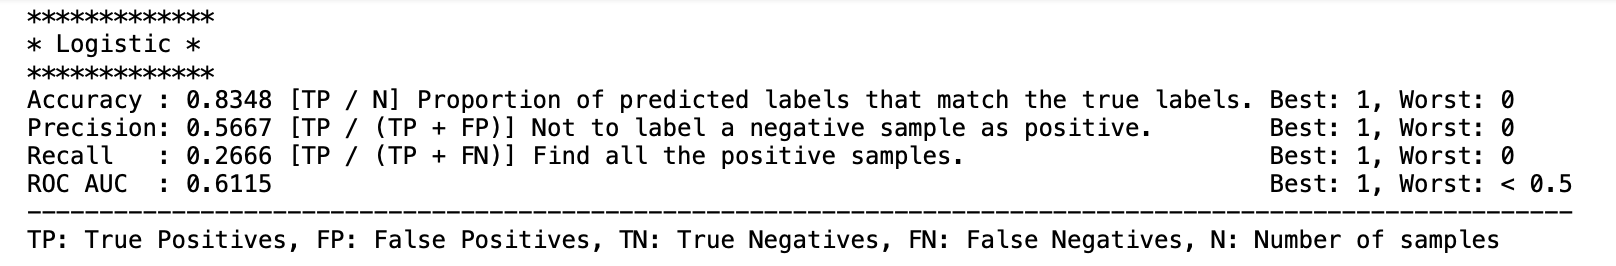 *************
* Logistic *
*************
Accuracy : 0.8348 [TP / N] Proportion of predicted labels that match the true labels. Best: 1, Worst: 0
Precision: 0.5667 [TP / (TP + FP)] Not to label a negative sample as positive.        Best: 1, Worst: 0
Recall   : 0.2666 [TP / (TP + FN)] Find all the positive samples.                     Best: 1, Worst: 0
ROC AUC  : 0.6115                                                                     Best: 1, Worst: < 0.5
-----------------------------------------------------------------------------------------------------------
TP: True Positives, FP: False Positives, TN: True Negatives, FN: False Negatives, N: Number of samples